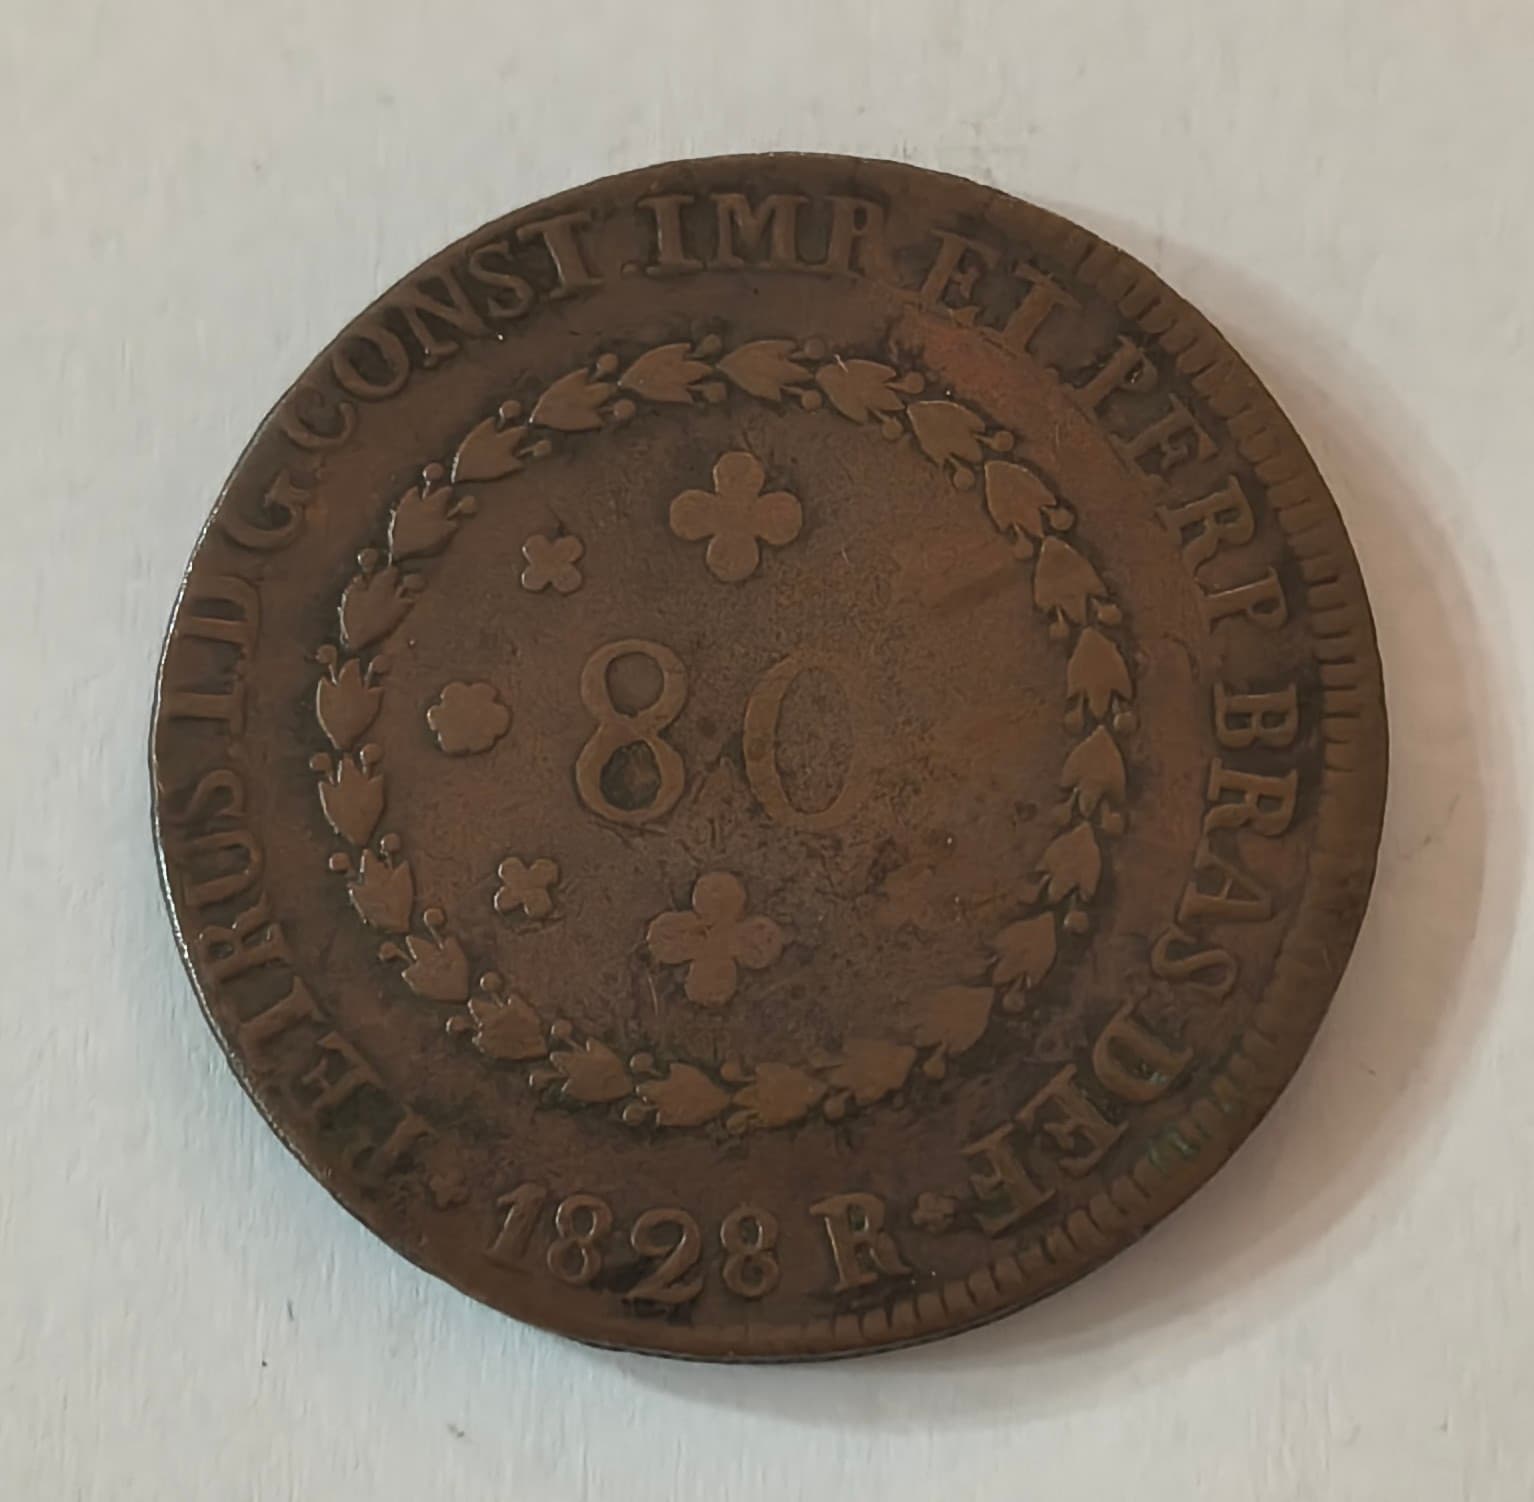 PETRUS.I.D.G.CONST.IMP.ET.PERP.BRAS.DEF
80
1828 R